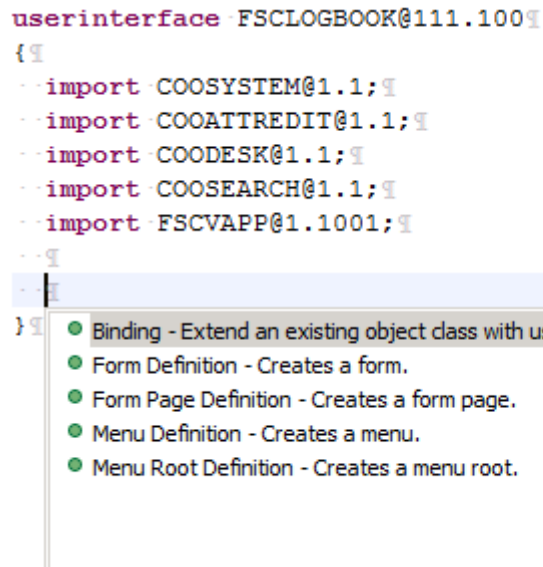 userinterface FSCLOGBOOK@111.100¶
{¶
import COOSYSTEM@1.1;¶
import COOATTREDIT@1.1;¶
import COODESK@1.1;¶
import COOSEARCH@1.1;¶
import FSCVAPP@1.1001;¶
¶
¶
}¶
Binding - Extend an existing object class with us
Form Definition - Creates a form.
Form Page Definition - Creates a form page.
Menu Definition - Creates a menu.
Menu Root Definition - Creates a menu root.